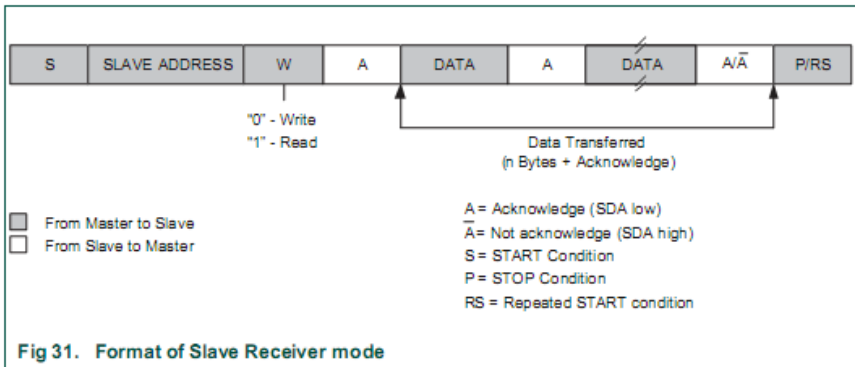 S SLAVE ADDRESS W A DATA A DATA A/A̅ P/RS
"0" - Write
"1" - Read
Data Transferred
(n Bytes + Acknowledge)
From Master to Slave
From Slave to Master
A = Acknowledge (SDA low)
A̅ = Not acknowledge (SDA high)
S = START Condition
P = STOP Condition
RS = Repeated START condition
Fig 31. Format of Slave Receiver mode